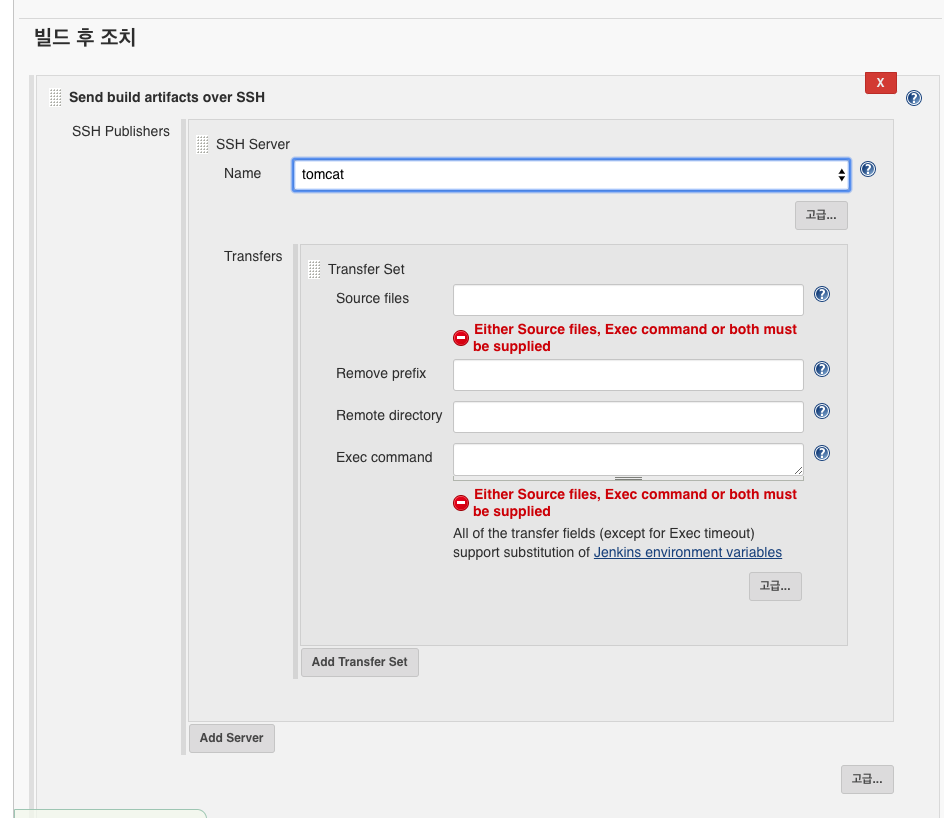 빌드 후 조치
X
Send build artifacts over SSH
?
SSH Publishers
SSH Server
Name
tomcat
?
고급...
Transfers
Transfer Set
Source files
?
Either Source files, Exec command or both must
be supplied
Remove prefix
?
Remote directory
?
Exec command
?
Either Source files, Exec command or both must
be supplied
All of the transfer fields (except for Exec timeout)
support substitution of Jenkins environment variables
고급...
Add Transfer Set
Add Server
고급...